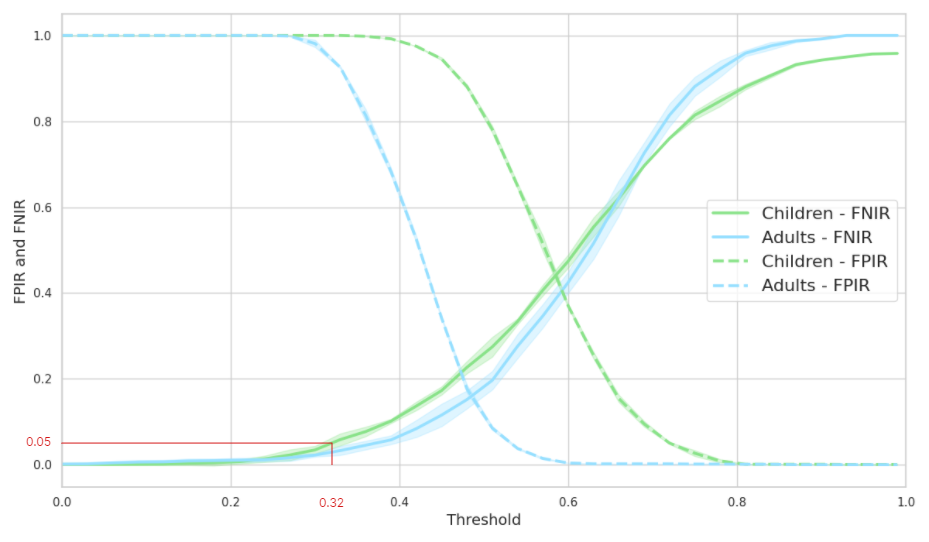 FPIR and FNIR
1.0
0.8
0.6
0.4
0.2
0.05
0.0
Children - FNIR
Adults - FNIR
Children - FPIR
Adults - FPIR
0.0 0.2 0.32 0.4 0.6 0.8 1.0
Threshold